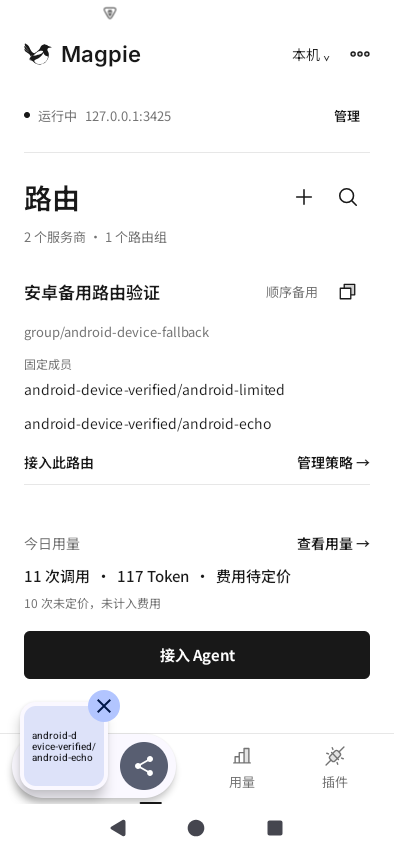 Magpie
本机
运行中 127.0.0.1:3425
管理
路由
2 个服务商 · 1 个路由组
安卓备用路由验证
顺序备用
group/android-device-fallback
固定成员
android-device-verified/android-limited
android-device-verified/android-echo
接入此路由
管理策略 →
今日用量
查看用量 →
11 次调用 · 117 Token · 费用待定价
10 次未定价，未计入费用
接入 Agent
android-d
evice-verified/
android-echo
用量
插件